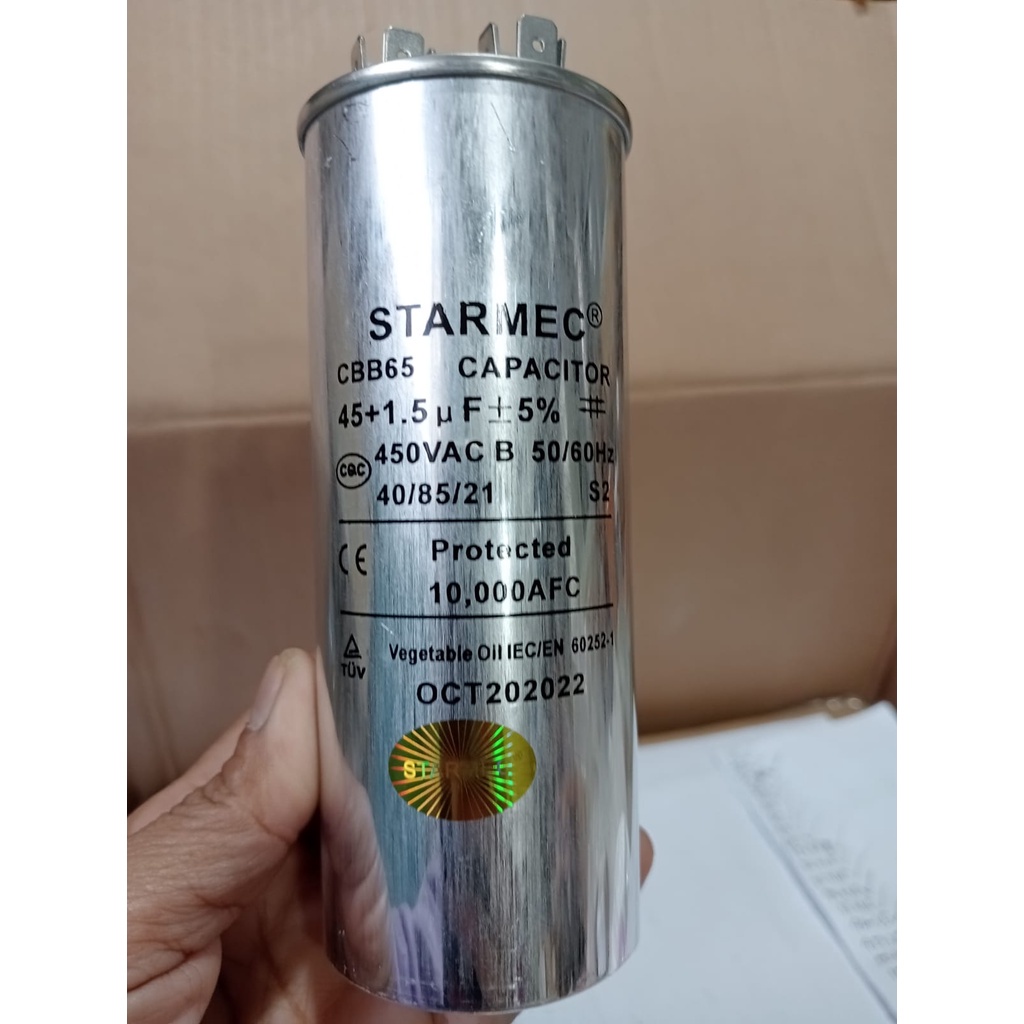 STARMEC®
CBB65 CAPACITOR
45+1.5μF±5%
450VAC B 50/60Hz
CQC
40/85/21 S2
CE Protected
10,000AFC
Vegetable Oil IEC/EN 60252-1
TÜV
OCT202022